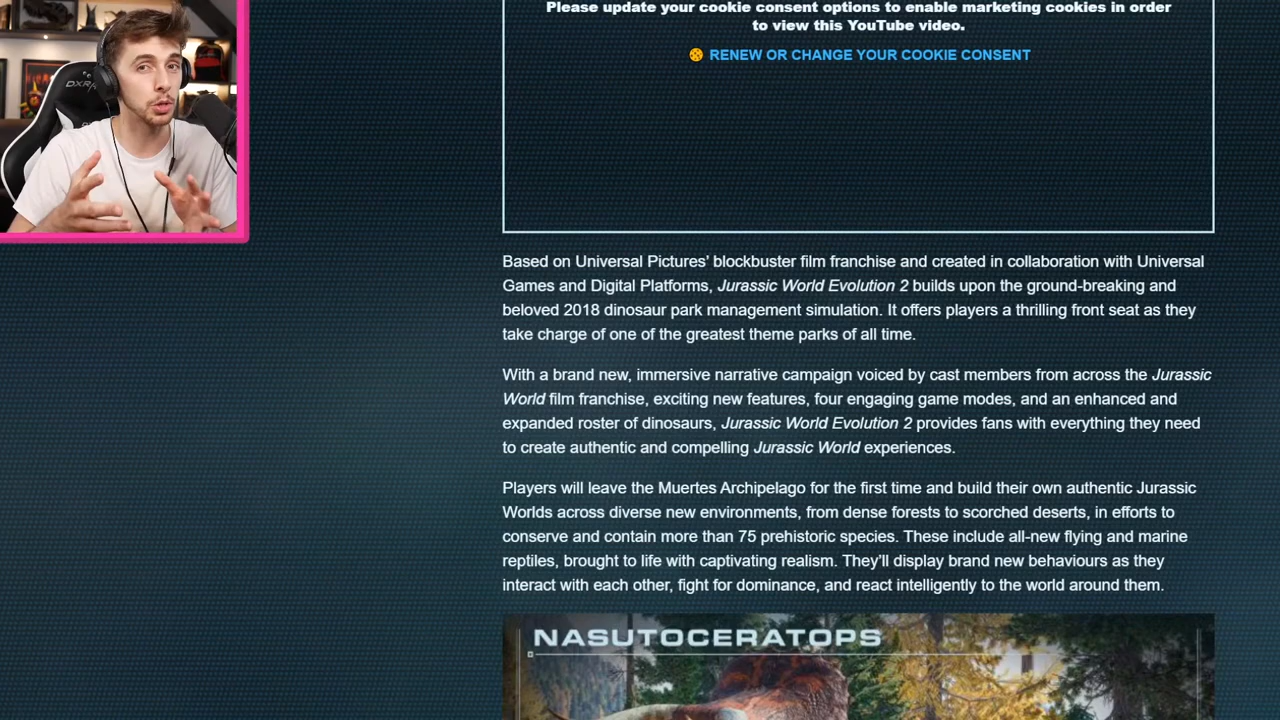 Please update your cookie consent options to enable marketing cookies in order
to view this YouTube video.
RENEW OR CHANGE YOUR COOKIE CONSENT
Based on Universal Pictures’ blockbuster film franchise and created in collaboration with Universal
Games and Digital Platforms, Jurassic World Evolution 2 builds upon the ground-breaking and
beloved 2018 dinosaur park management simulation. It offers players a thrilling front seat as they
take charge of one of the greatest theme parks of all time.
With a brand new, immersive narrative campaign voiced by cast members from across the Jurassic
World film franchise, exciting new features, four engaging game modes, and an enhanced and
expanded roster of dinosaurs, Jurassic World Evolution 2 provides fans with everything they need
to create authentic and compelling Jurassic World experiences.
Players will leave the Muertes Archipelago for the first time and build their own authentic Jurassic
Worlds across diverse new environments, from dense forests to scorched deserts, in efforts to
conserve and contain more than 75 prehistoric species. These include all-new flying and marine
reptiles, brought to life with captivating realism. They’ll display brand new behaviours as they
interact with each other, fight for dominance, and react intelligently to the world around them.
NASUTOCERATOPS